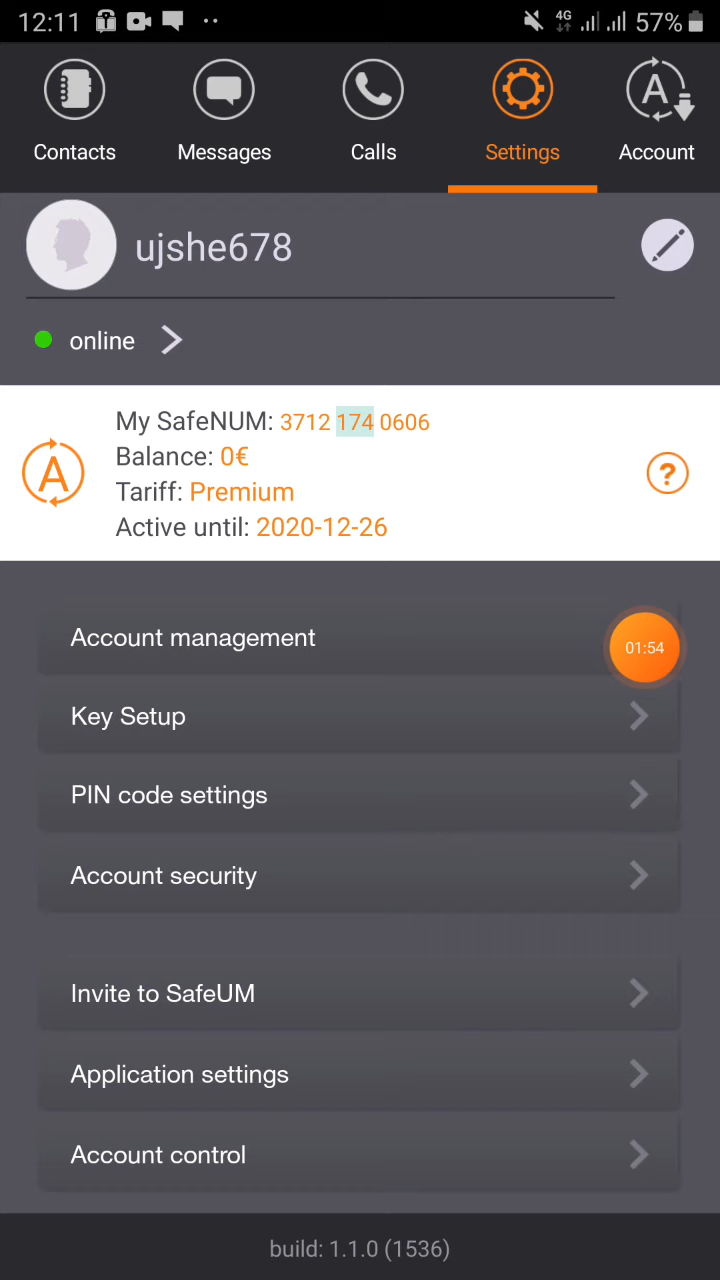 12:11 4G 57%
Contacts Messages Calls Settings A Account
ujshe678
online
My SafeNUM: 3712 174 0606
A Balance: 0€ ?
Tariff: Premium
Active until: 2020-12-26
Account management
01:54
Key Setup
PIN code settings
Account security
Invite to SafeUM
Application settings
Account control
build: 1.1.0 (1536)